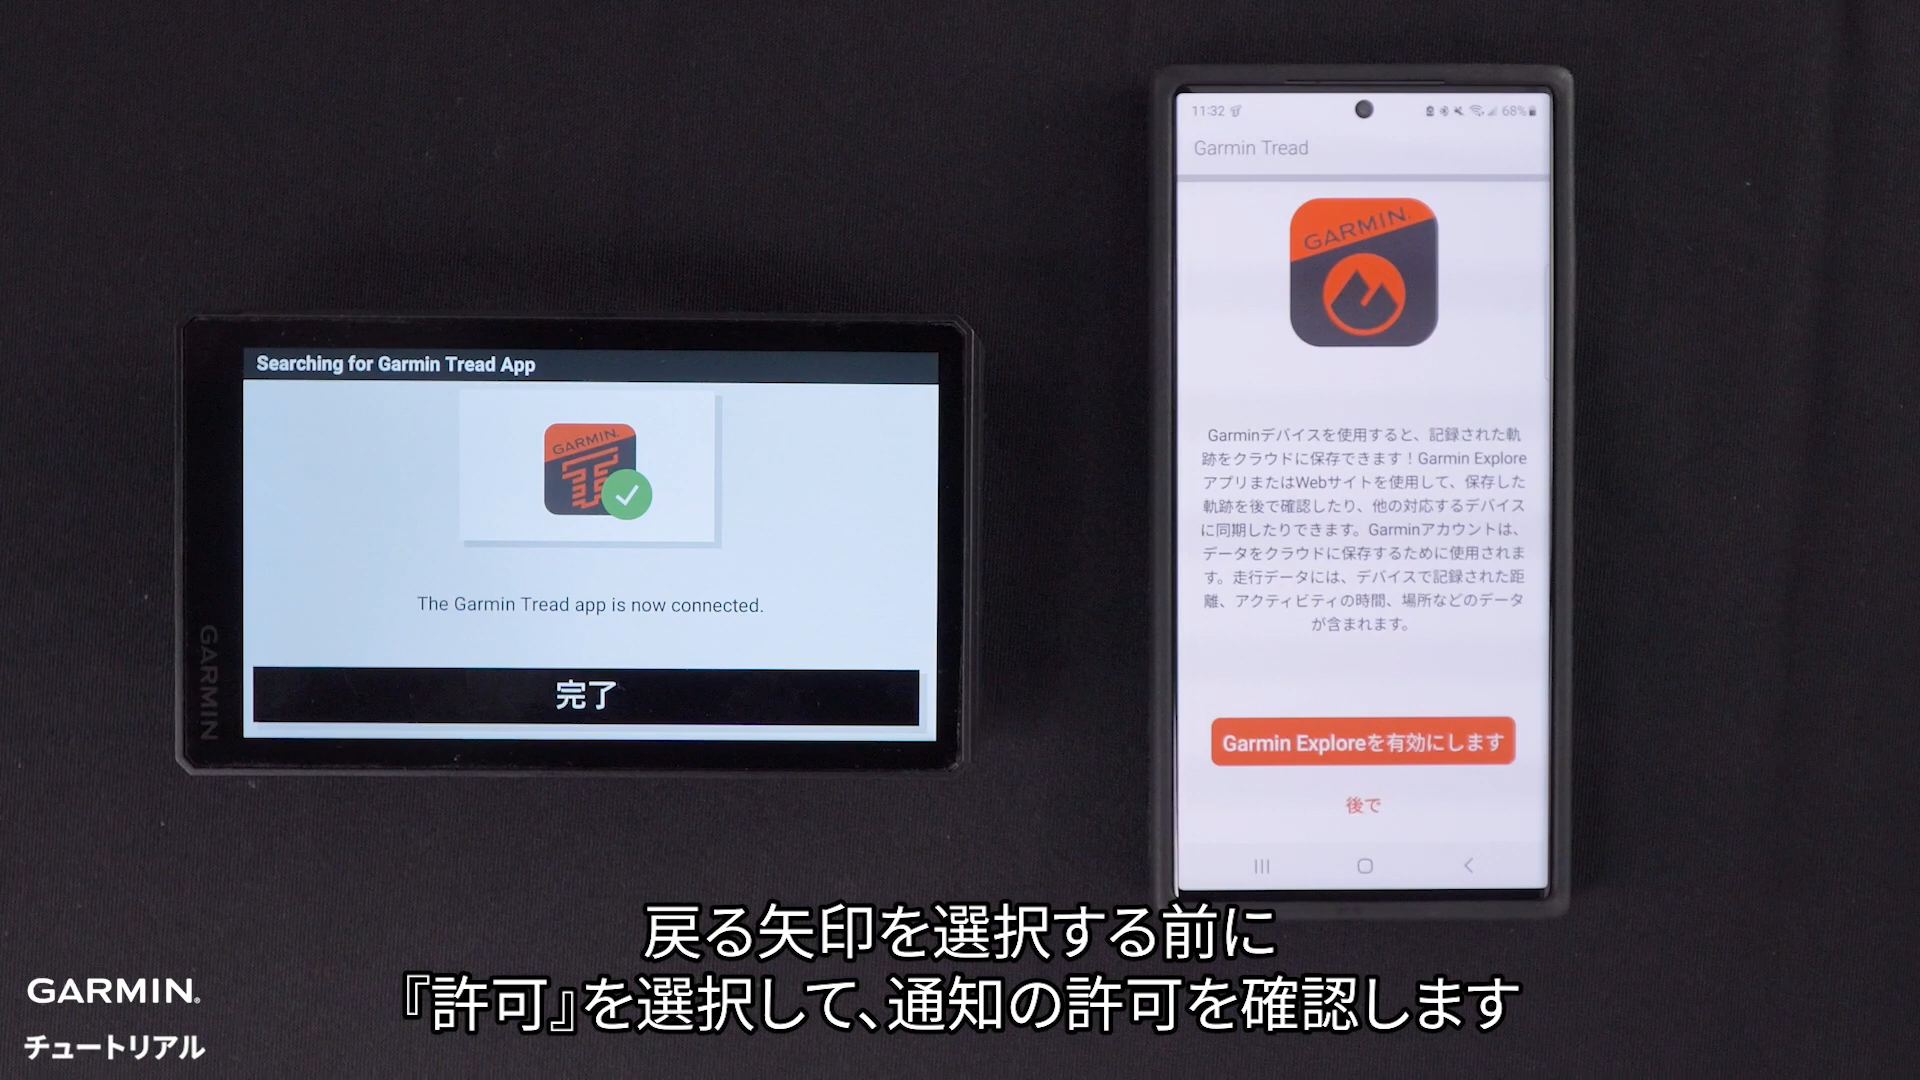 Searching for Garmin Tread App
GARMIN
The Garmin Tread app is now connected.
完了
GARMIN
11:32
68%
Garmin Tread
GARMIN
Garminデバイスを使用すると、記録された軌
跡をクラウドに保存できます！Garmin Explore
アプリまたはWebサイトを使用して、保存した
軌跡を後で確認したり、他の対応するデバイス
に同期したりできます。Garminアカウントは、
データをクラウドに保存するために使用されま
す。走行データには、デバイスで記録された距
離、アクティビティの時間、場所などのデータ
が含まれます。
Garmin Exploreを有効にします
後で
戻る矢印を選択する前に
『許可』を選択して、通知の許可を確認します
GARMIN®
チュートリアル